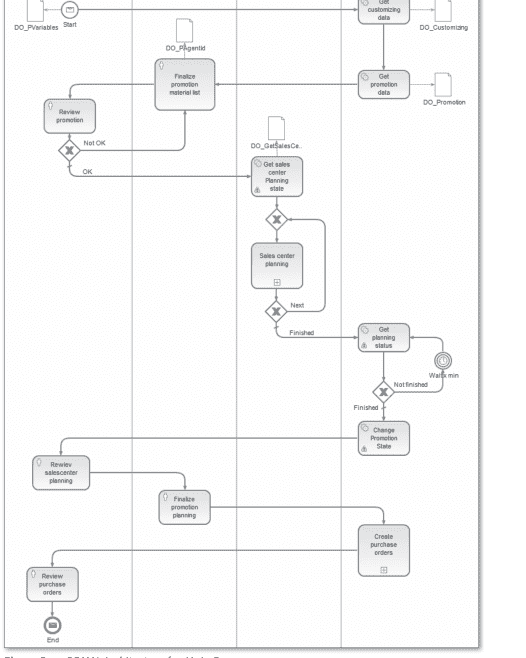 Get
customizing
data
DO_PVariables
Start
DO_Customizing
DO_PAgentId
Finalize
promotion
material list
Get
promotion
data
DO_Promotion
Review
promotion
Not OK
OK
DO_GetSalesCe..
Get sales
center
Planning
state
Sales center
planning
Next
Finished
Get
planning
status
Wait x min
Not finished
Finished
Change
Promotion
State
Rewiev
salescenter
planning
Finalize
promotion
planning
Create
purchase
orders
Review
purchase
orders
End